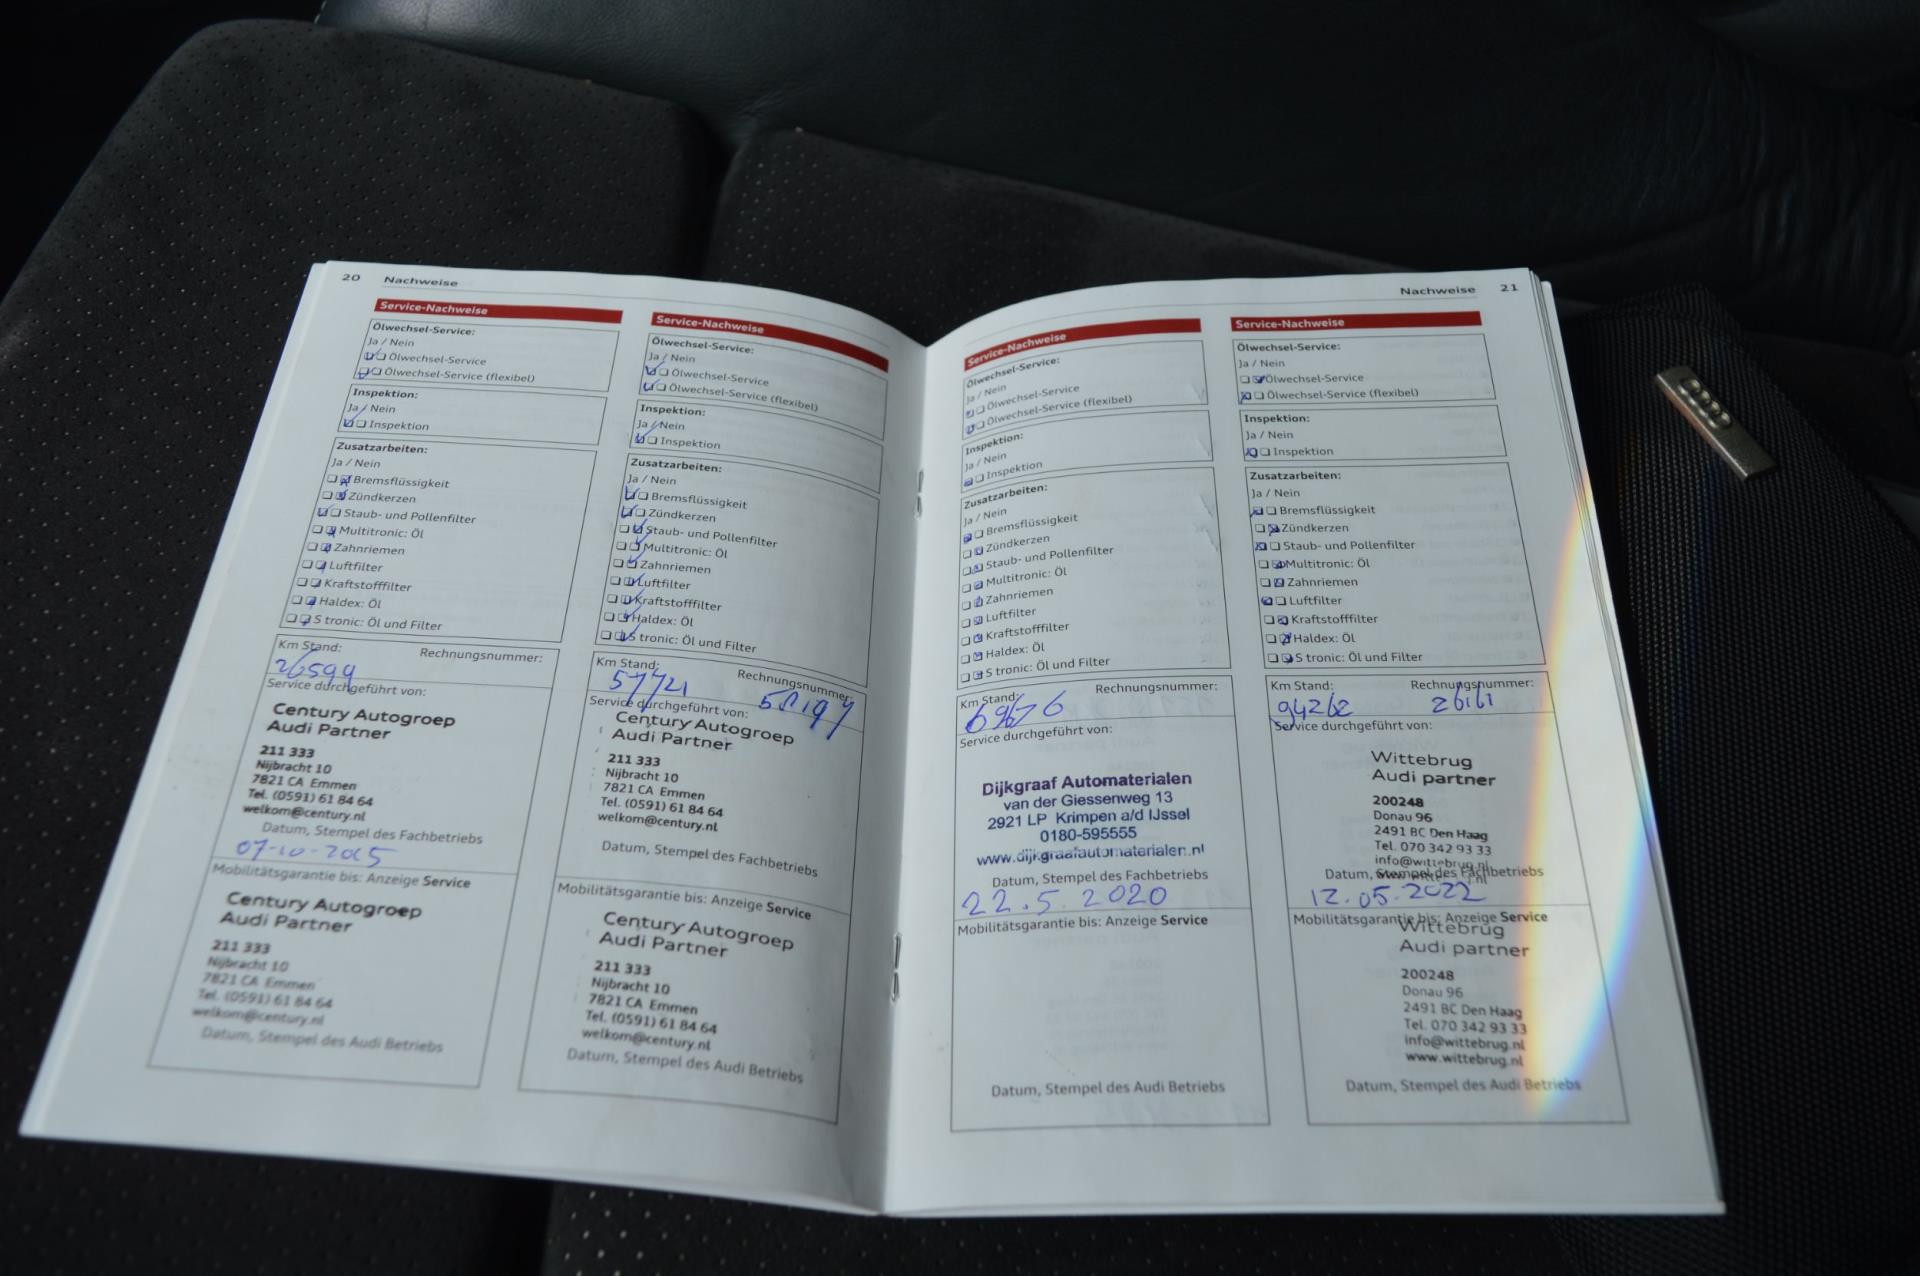 20 Nachweise
Service-Nachweise
Ölwechsel-Service:
Ja / Nein
Ölwechsel-Service
Ölwechsel-Service (flexibel)
Inspektion:
Ja / Nein
Inspektion
Zusatzarbeiten:
Ja / Nein
Bremsflüssigkeit
Zündkerzen
Staub- und Pollenfilter
Multitronic: Öl
Zahnriemen
Luftfilter
Kraftstofffilter
Haldex: Öl
S tronic: Öl und Filter
Km Stand: Rechnungsnummer:
26599
Service durchgeführt von:
Century Autogroep
Audi Partner
211 333
Nijbracht 10
7821 CA Emmen
Tel. (0591) 61 84 64
welkom@century.nl
Datum, Stempel des Fachbetriebs
07-10-2015
Mobilitätsgarantie bis: Anzeige Service
Century Autogroep
Audi Partner
211 333
Nijbracht 10
7821 CA Emmen
Tel. (0591) 61 84 64
welkom@century.nl
Datum, Stempel des Audi Betriebs
Service-Nachweise
Ölwechsel-Service:
Ja / Nein
Ölwechsel-Service
Ölwechsel-Service (flexibel)
Inspektion:
Ja / Nein
Inspektion
Zusatzarbeiten:
Ja / Nein
Bremsflüssigkeit
Zündkerzen
Staub- und Pollenfilter
Multitronic: Öl
Zahnriemen
Luftfilter
Kraftstofffilter
Haldex: Öl
S tronic: Öl und Filter
Km Stand: Rechnungsnummer:
57721
Service durchgeführt von:
Century Autogroep
Audi Partner
211 333
Nijbracht 10
7821 CA Emmen
Tel. (0591) 61 84 64
welkom@century.nl
Datum, Stempel des Fachbetriebs
Mobilitätsgarantie bis: Anzeige Service
Century Autogroep
Audi Partner
211 333
Nijbracht 10
7821 CA Emmen
Tel. (0591) 61 84 64
welkom@century.nl
Datum, Stempel des Audi Betriebs
Nachweise 21
Service-Nachweise
Ölwechsel-Service:
Ja / Nein
Ölwechsel-Service
Ölwechsel-Service (flexibel)
Inspektion:
Ja / Nein
Inspektion
Zusatzarbeiten:
Ja / Nein
Bremsflüssigkeit
Zündkerzen
Staub- und Pollenfilter
Multitronic: Öl
Zahnriemen
Luftfilter
Kraftstofffilter
Haldex: Öl
S tronic: Öl und Filter
Km Stand: Rechnungsnummer:
69676
Service durchgeführt von:
Dijkgraaf Automaterialen
van der Giessenweg 13
2921 LP Krimpen a/d IJssel
0180-595555
www.dijkgraafautomaterialen.nl
Datum, Stempel des Fachbetriebs
22.5.2020
Mobilitätsgarantie bis: Anzeige Service
Datum, Stempel des Audi Betriebs
Service-Nachweise
Ölwechsel-Service:
Ja / Nein
Ölwechsel-Service
Ölwechsel-Service (flexibel)
Inspektion:
Ja / Nein
Inspektion
Zusatzarbeiten:
Ja / Nein
Bremsflüssigkeit
Zündkerzen
Staub- und Pollenfilter
Multitronic: Öl
Zahnriemen
Luftfilter
Kraftstofffilter
Haldex: Öl
S tronic: Öl und Filter
Km Stand: Rechnungsnummer:
94262
Service durchgeführt von:
Wittebrug
Audi partner
200248
Donau 96
2491 BC Den Haag
Tel. 070 342 93 33
info@wittebrug.nl
Datum, Stempel des Fachbetriebs
12.05.2022
Mobilitätsgarantie bis: Anzeige Service
Wittebrug
Audi partner
200248
Donau 96
2491 BC Den Haag
Tel. 070 342 93 33
info@wittebrug.nl
www.wittebrug.nl
Datum, Stempel des Audi Betriebs